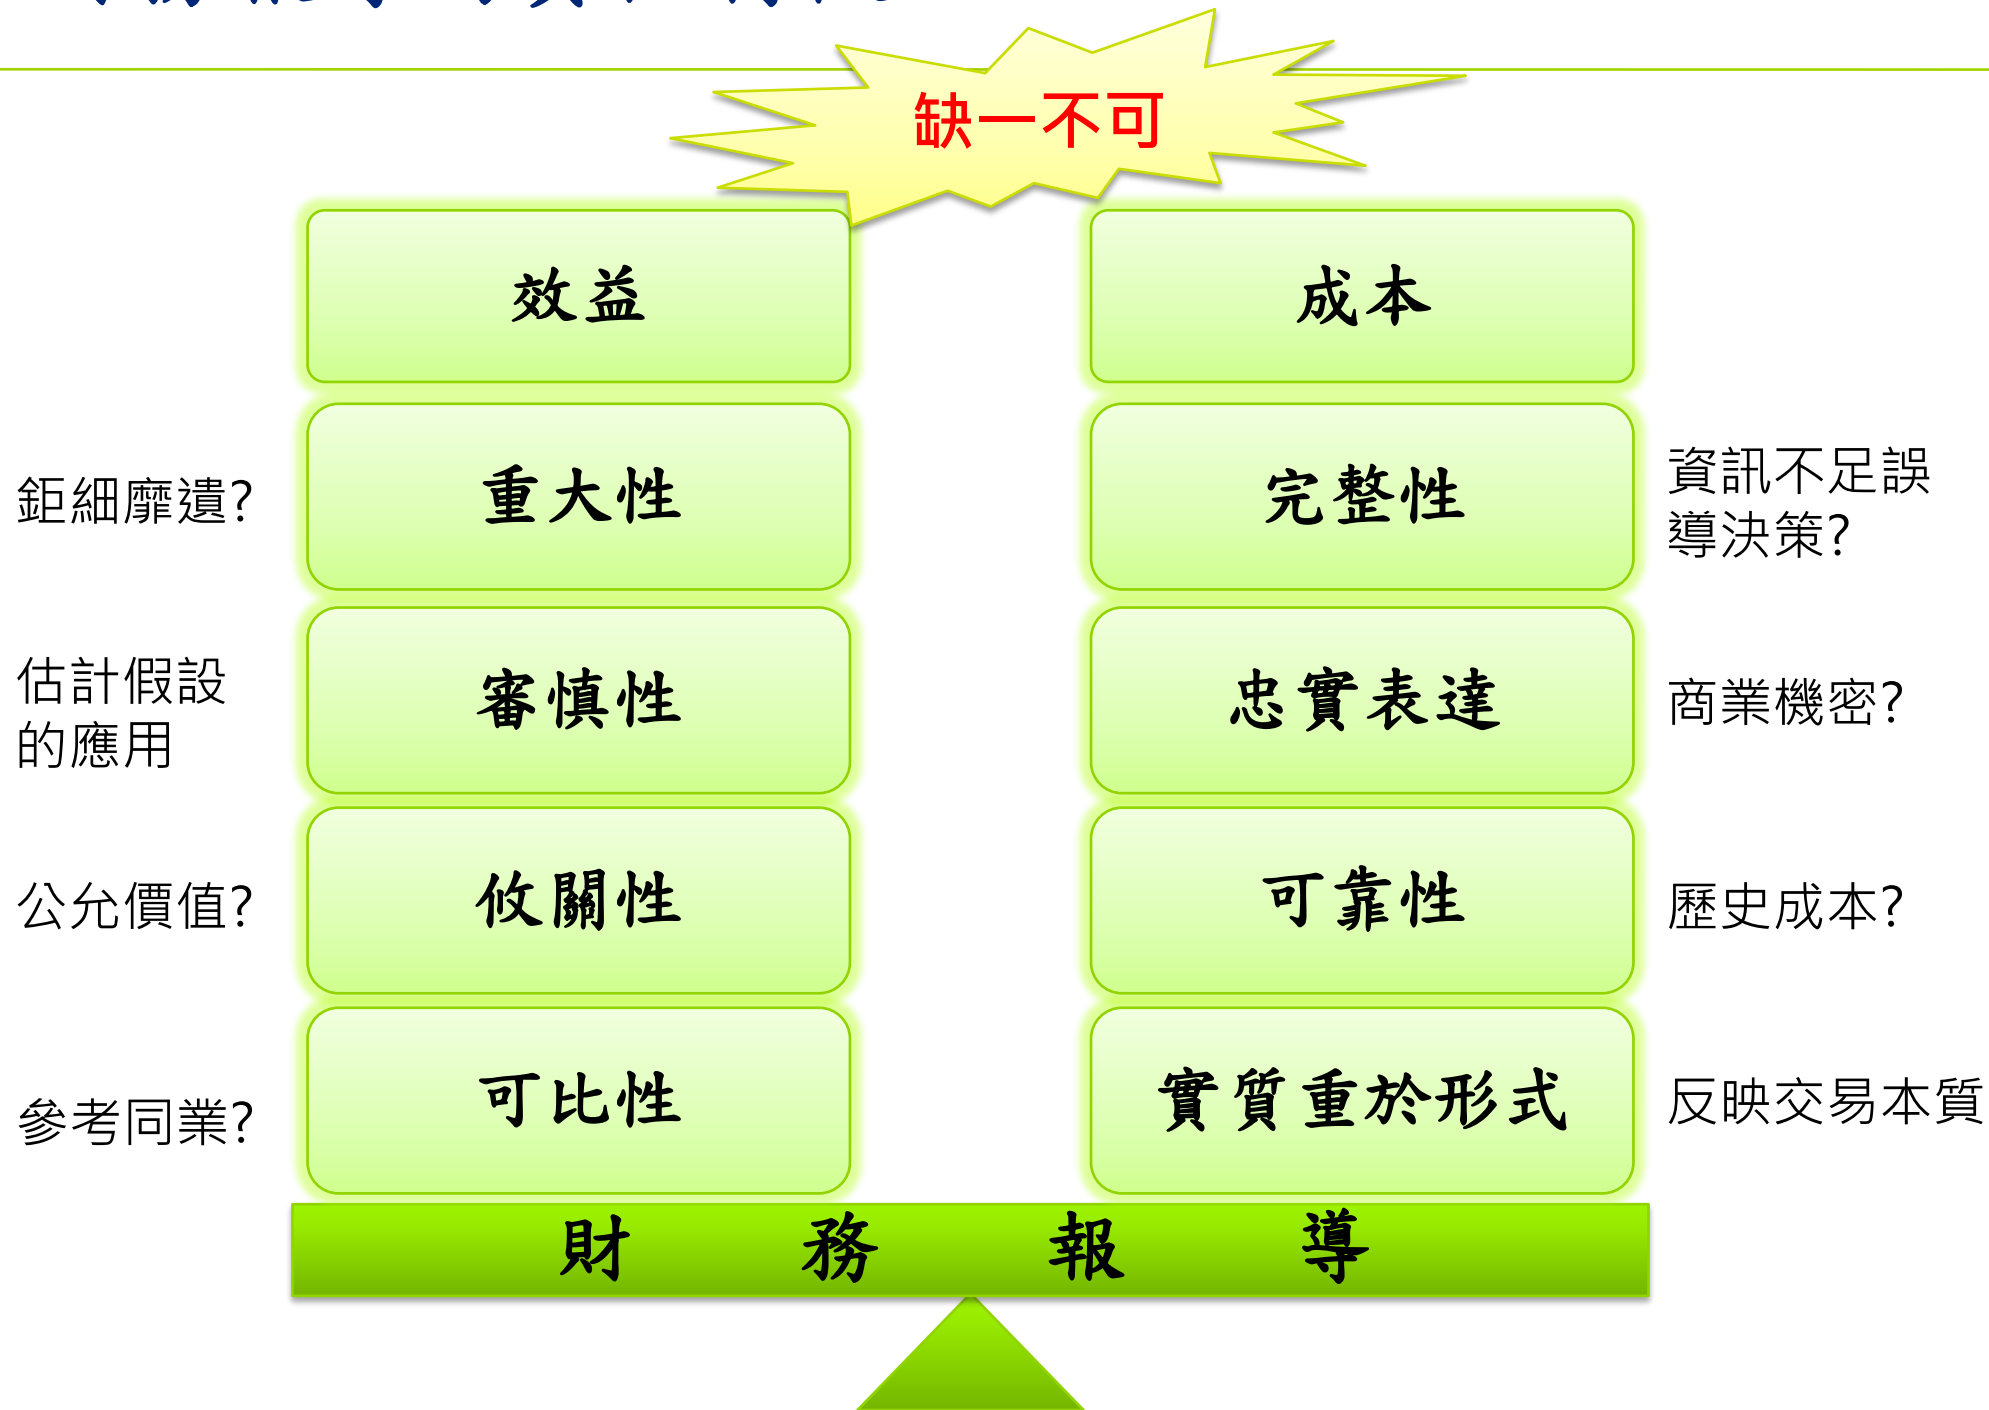 缺一不可
效益
成本
鉅細靡遺?
重大性
完整性
資訊不足誤
導決策?
估計假設
的應用
審慎性
忠實表達
商業機密?
公允價值?
攸關性
可靠性
歷史成本?
參考同業?
可比性
實質重於形式
反映交易本質
財務報導